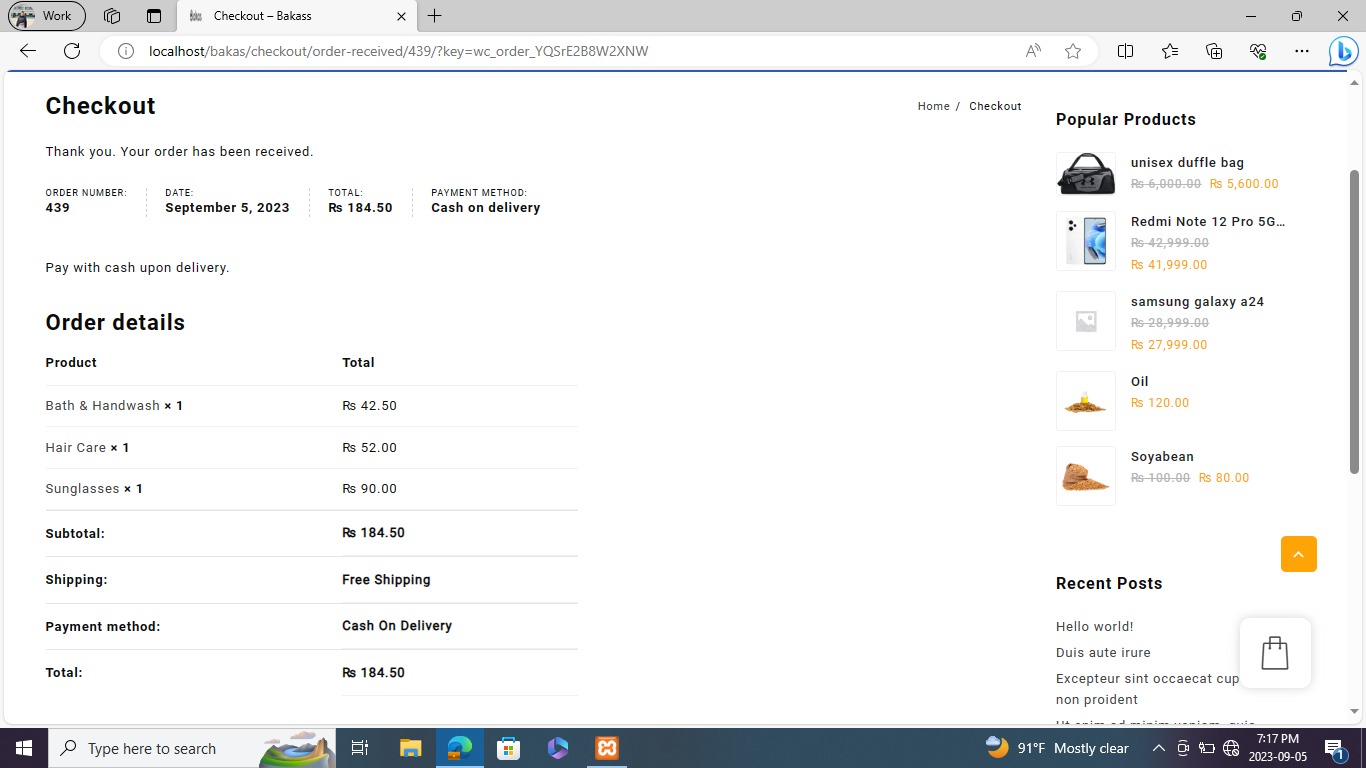 Work
Checkout – Bakass
localhost/bakas/checkout/order-received/439/?key=wc_order_YQSrE2B8W2XNW
Checkout
Home / Checkout
Thank you. Your order has been received.
ORDER NUMBER:
439
DATE:
September 5, 2023
TOTAL:
₨ 184.50
PAYMENT METHOD:
Cash on delivery
Pay with cash upon delivery.
Order details
Product Total
Bath & Handwash × 1 ₨ 42.50
Hair Care × 1 ₨ 52.00
Sunglasses × 1 ₨ 90.00
Subtotal: ₨ 184.50
Shipping: Free Shipping
Payment method: Cash On Delivery
Total: ₨ 184.50
Popular Products
unisex duffle bag
₨ 6,000.00 ₨ 5,600.00
Redmi Note 12 Pro 5G...
₨ 42,999.00
₨ 41,999.00
samsung galaxy a24
₨ 28,999.00
₨ 27,999.00
Oil
₨ 120.00
Soyabean
₨ 100.00 ₨ 80.00
Recent Posts
Hello world!
Duis aute irure
Excepteur sint occaecat cup
non proident
Ut enim ad minim veniam, quis
Type here to search
91°F Mostly clear
7:17 PM
2023-09-05
1